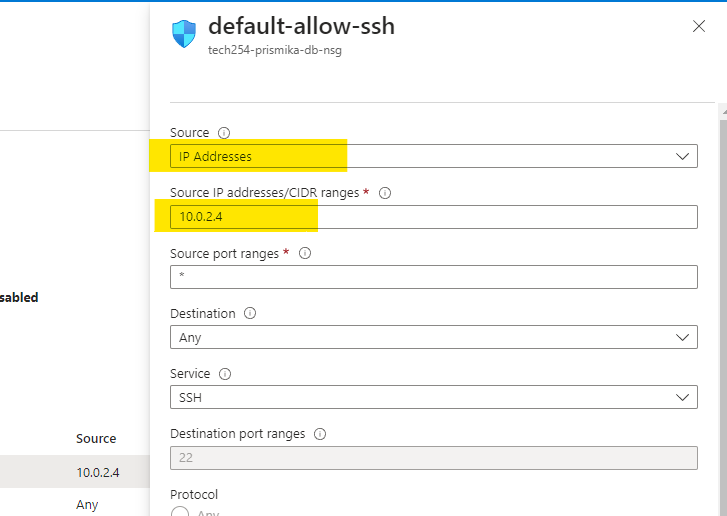 default-allow-ssh
tech254-prismika-db-nsg
Source
IP Addresses
Source IP addresses/CIDR ranges *
10.0.2.4
Source port ranges *
*
Destination
Any
Service
SSH
Destination port ranges
22
Protocol
Any
sabled
Source
10.0.2.4
Any